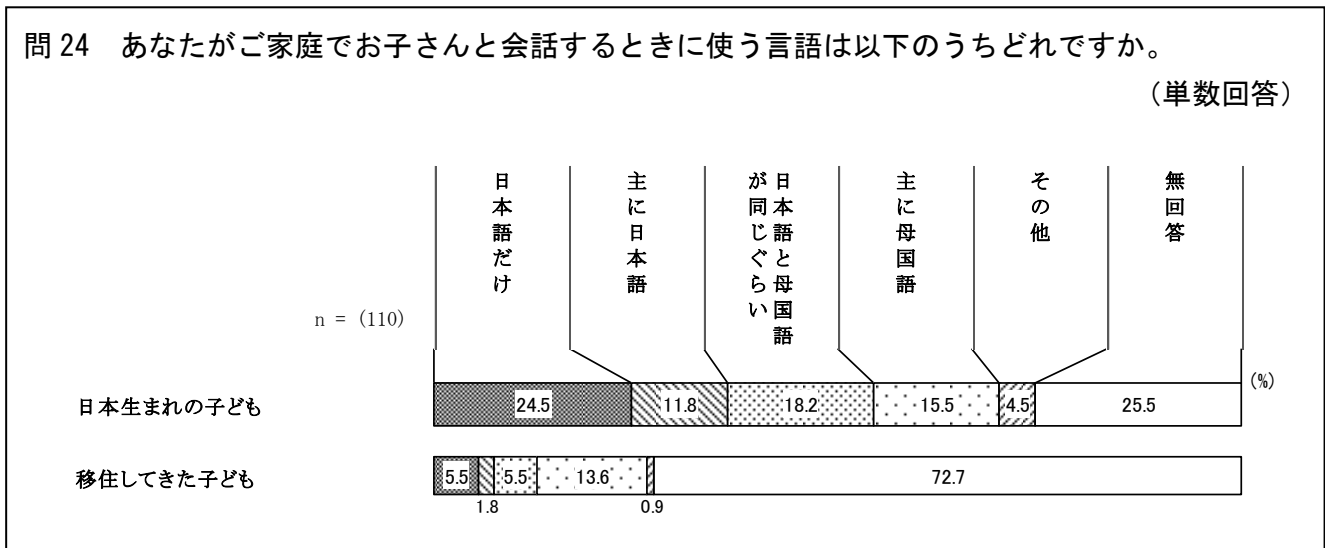 問 24　あなたがご家庭でお子さんと会話するときに使う言語は以下のうちどれですか。
（単数回答）
日本語だけ
主に日本語
日本語と母国語
が同じぐらい
主に母国語
その他
無回答
n = (110)
(%)
日本生まれの子ども
24.5
11.8
18.2
15.5
4.5
25.5
移住してきた子ども
5.5
5.5
13.6
72.7
1.8
0.9